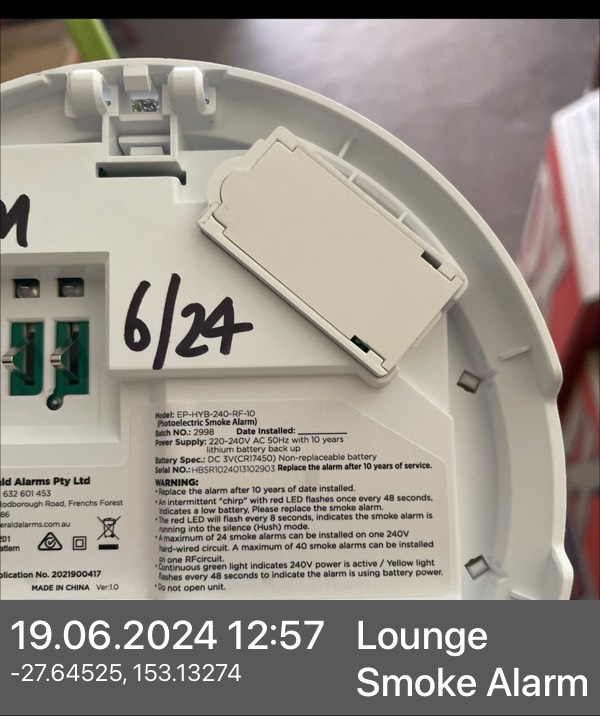 M
6/24
Model: EP-HYB-240-RF-10
(Photoelectric Smoke Alarm)
Batch NO.: 2998 Date Installed:
Power Supply: 220-240V AC 50Hz with 10 years
lithium battery back up
Battery Spec.: DC 3V(CR17450) Non-replaceable battery
Serial NO.: HBSR1024013102903 Replace the alarm after 10 years of service.
WARNING:
• Replace the alarm after 10 years of date installed.
• An intermittent "chirp" with red LED flashes once every 48 seconds,
indicates a low battery, Please replace the smoke alarm.
• The red LED will flash every 8 seconds, indicates the smoke alarm is
running into the silence (Hush) mode.
• A maximum of 24 smoke alarms can be installed on one 240V
hard-wired circuit. A maximum of 40 smoke alarms can be installed
on one RFcircuit.
• Continuous green light indicates 240V power is active / Yellow light
flashes every 48 seconds to indicate the alarm is using battery power.
• Do not open unit.
ald Alarms Pty Ltd
632 601 453
Rodborough Road, Frenchs Forest
86
eraldalarms.com.au
201
attern
plication No. 2021900417
MADE IN CHINA Ver:1.0
19.06.2024 12:57
-27.64525, 153.13274
Lounge
Smoke Alarm